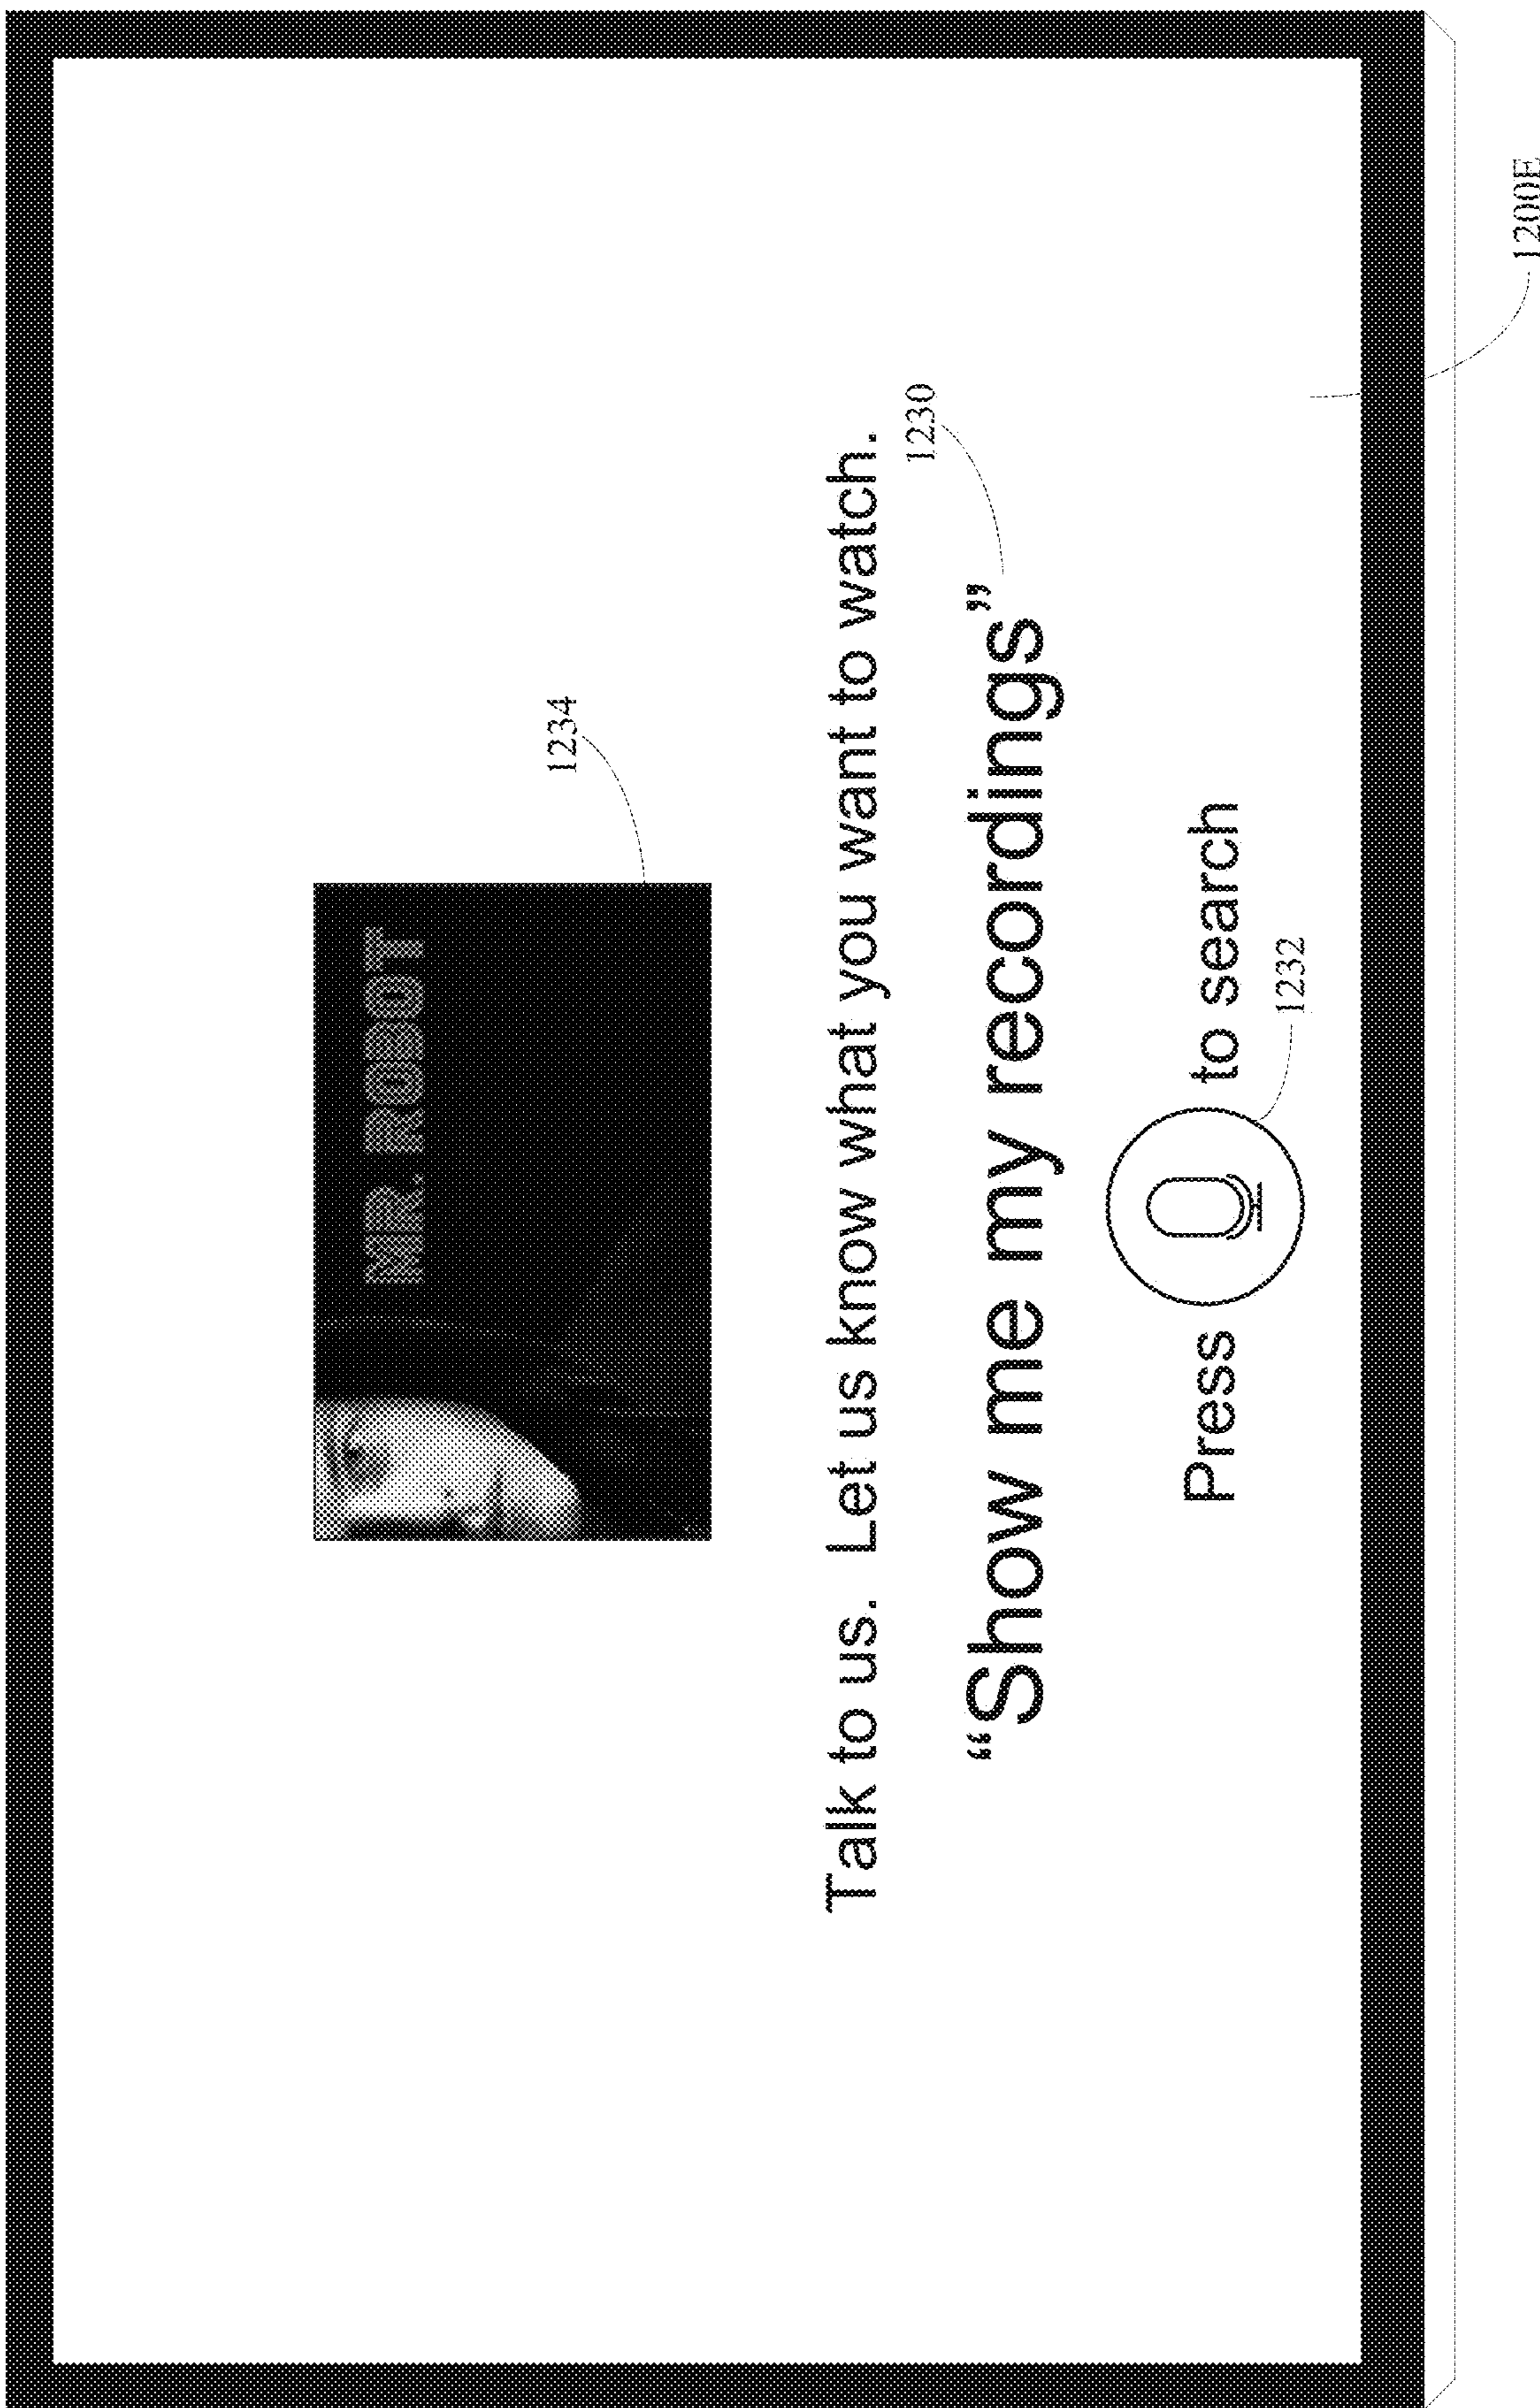 MR. ROBOT
1234
Talk to us. Let us know what you want to watch.
1230
“Show me my recordings”
Press to search
1232
1200E